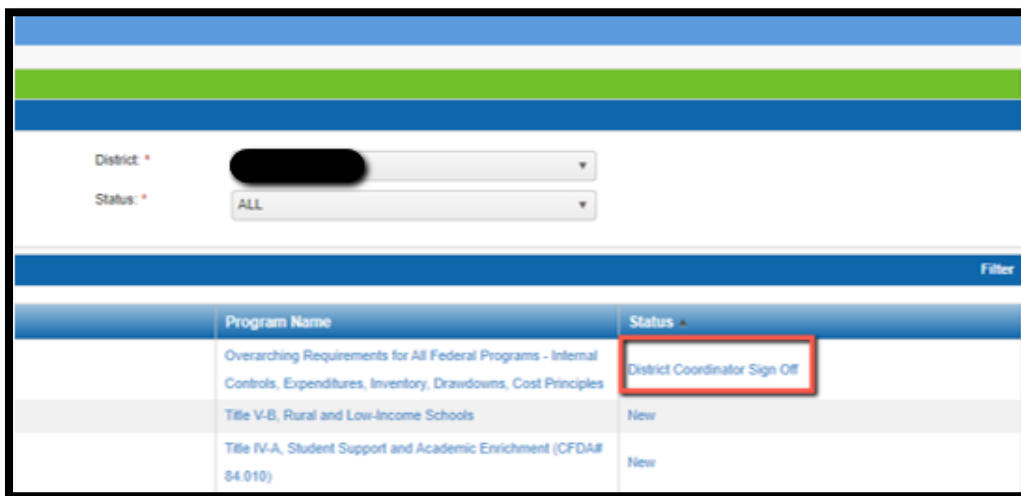 District: *
Status: *
ALL
Filter
Program Name Status
Overarching Requirements for All Federal Programs - Internal
Controls, Expenditures, Inventory, Drawdowns, Cost Principles
District Coordinator Sign Off
Title V-B, Rural and Low-Income Schools New
Title IV-A, Student Support and Academic Enrichment (CFDA#
84.010)
New